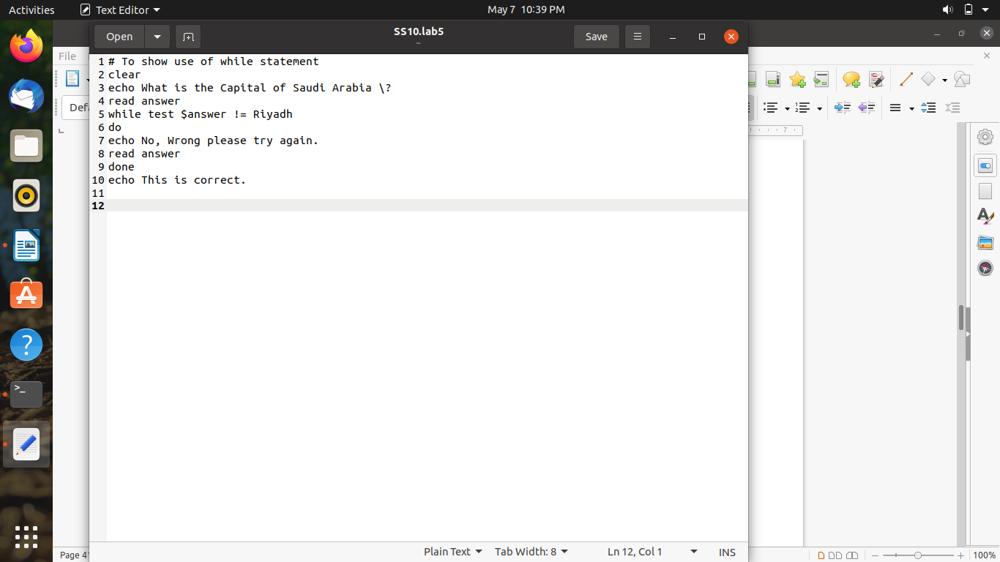 Activities Text Editor May 7 10:39 PM
Open SS10.lab5 Save
~
File
1 # To show use of while statement
2 clear
3 echo What is the Capital of Saudi Arabia \?
4 read answer
5 while test $answer != Riyadh
6 do
7 echo No, Wrong please try again.
8 read answer
9 done
10 echo This is correct.
11
12
7
Plain Text Tab Width: 8 Ln 12, Col 1 INS
Page 100%